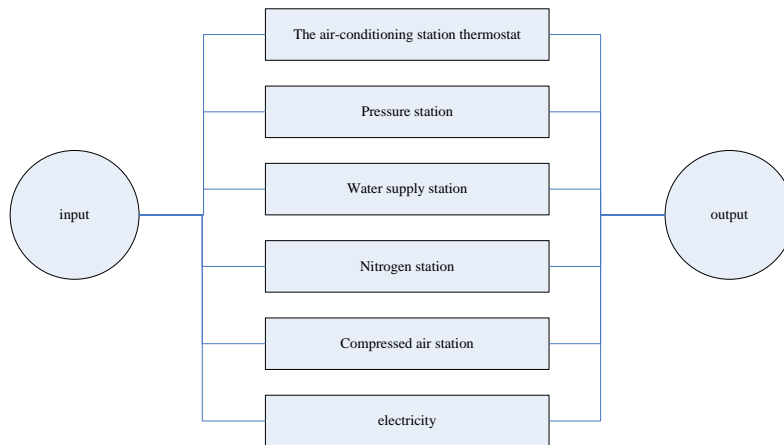 The air-conditioning station thermostat
Pressure station
Water supply station
input
output
Nitrogen station
Compressed air station
electricity